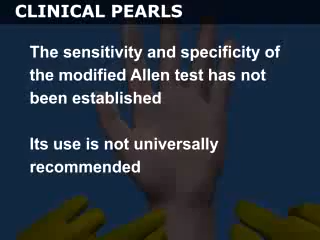 CLINICAL PEARLS
The sensitivity and specificity of
the modified Allen test has not
been established
Its use is not universally
recommended